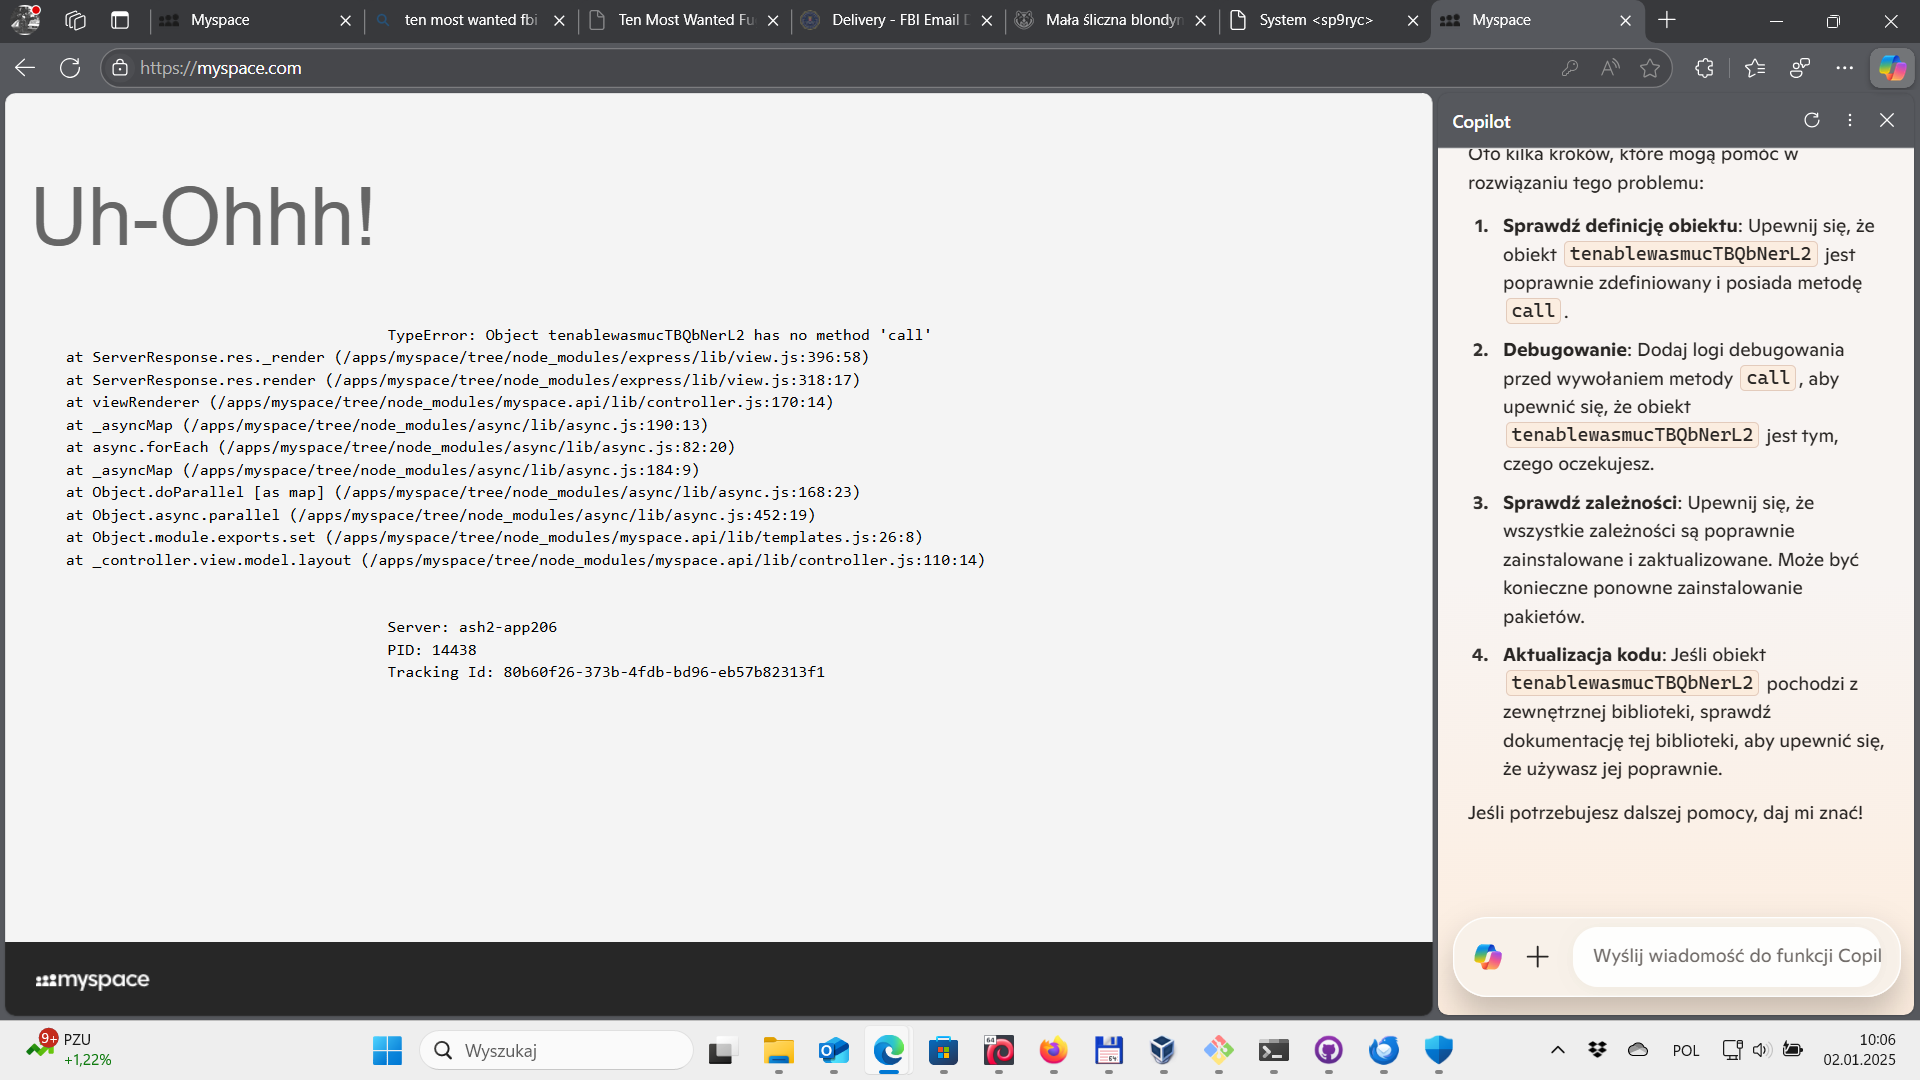 Myspace
ten most wanted fbi
Ten Most Wanted Fu
Delivery - FBI Email D
Mała śliczna blondyn
System <sp9ryc>
Myspace
https://myspace.com
Uh-Ohhh!
TypeError: Object tenablewasmucTBQbNerL2 has no method 'call'
at ServerResponse.res._render (/apps/myspace/tree/node_modules/express/lib/view.js:396:58)
at ServerResponse.res.render (/apps/myspace/tree/node_modules/express/lib/view.js:318:17)
at viewRenderer (/apps/myspace/tree/node_modules/myspace.api/lib/controller.js:170:14)
at _asyncMap (/apps/myspace/tree/node_modules/async/lib/async.js:190:13)
at async.forEach (/apps/myspace/tree/node_modules/async/lib/async.js:82:20)
at _asyncMap (/apps/myspace/tree/node_modules/async/lib/async.js:184:9)
at Object.doParallel [as map] (/apps/myspace/tree/node_modules/async/lib/async.js:168:23)
at Object.async.parallel (/apps/myspace/tree/node_modules/async/lib/async.js:452:19)
at Object.module.exports.set (/apps/myspace/tree/node_modules/myspace.api/lib/templates.js:26:8)
at _controller.view.model.layout (/apps/myspace/tree/node_modules/myspace.api/lib/controller.js:110:14)
Server: ash2-app206
PID: 14438
Tracking Id: 80b60f26-373b-4fdb-bd96-eb57b82313f1
myspace
Copilot
Oto kilka kroków, które mogą pomóc w
rozwiązaniu tego problemu:
1. Sprawdź definicję obiektu: Upewnij się, że
obiekt tenablewasmucTBQbNerL2 jest
poprawnie zdefiniowany i posiada metodę
call.
2. Debugowanie: Dodaj logi debugowania
przed wywołaniem metody call, aby
upewnić się, że obiekt
tenablewasmucTBQbNerL2 jest tym,
czego oczekujesz.
3. Sprawdź zależności: Upewnij się, że
wszystkie zależności są poprawnie
zainstalowane i zaktualizowane. Może być
konieczne ponowne zainstalowanie
pakietów.
4. Aktualizacja kodu: Jeśli obiekt
tenablewasmucTBQbNerL2 pochodzi z
zewnętrznej biblioteki, sprawdź
dokumentację tej biblioteki, aby upewnić się,
że używasz jej poprawnie.
Jeśli potrzebujesz dalszej pomocy, daj mi znać!
Wyślij wiadomość do funkcji Copil
9+
PZU
+1,22%
Wyszukaj
64
64
POL
10:06
02.01.2025